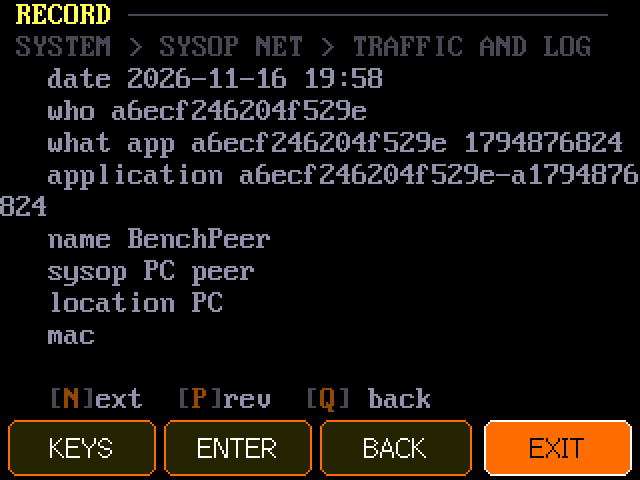 RECORD
SYSTEM > SYSOP NET > TRAFFIC AND LOG
date 2026-11-16 19:58
who a6ecf246204f529e
what app a6ecf246204f529e 1794876824
application a6ecf246204f529e-a1794876
824
name BenchPeer
sysop PC peer
location PC
mac
[N]ext [P]rev [Q] back
KEYS ENTER BACK EXIT